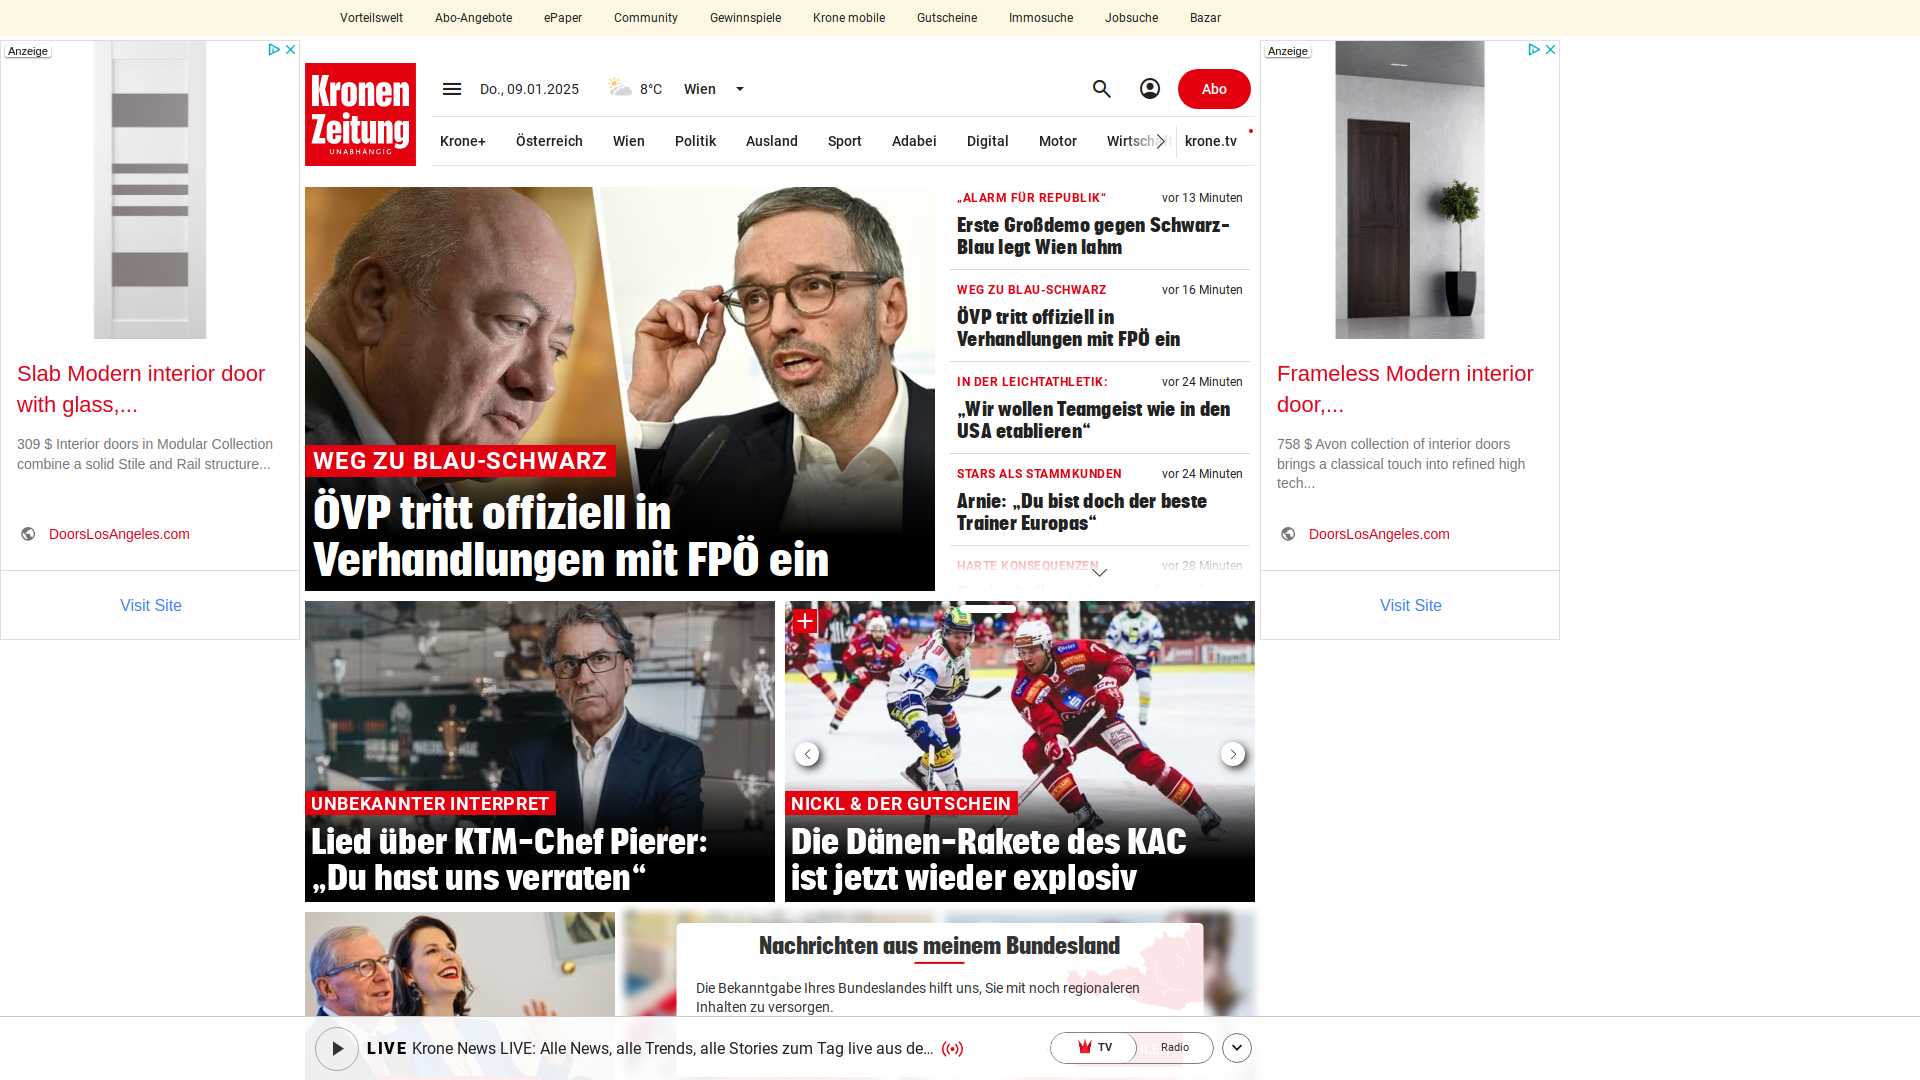 Vorteilswelt Abo-Angebote ePaper Community Gewinnspiele Krone mobile Gutscheine Immosuche Jobsuche Bazar
Anzeige
Slab Modern interior door
with glass,...
309 $ Interior doors in Modular Collection
combine a solid Stile and Rail structure...
DoorsLosAngeles.com
Visit Site
Kronen
Zeitung
UNABHÄNGIG
Do., 09.01.2025
8°C
Wien
Abo
Krone+ Österreich Wien Politik Ausland Sport Adabei Digital Motor Wirtschaft krone.tv
WEG ZU BLAU-SCHWARZ
ÖVP tritt offiziell in
Verhandlungen mit FPÖ ein
„ALARM FÜR REPUBLIK“ vor 13 Minuten
Erste Großdemo gegen Schwarz-
Blau legt Wien lahm
WEG ZU BLAU-SCHWARZ vor 16 Minuten
ÖVP tritt offiziell in
Verhandlungen mit FPÖ ein
IN DER LEICHTATHLETIK: vor 24 Minuten
„Wir wollen Teamgeist wie in den
USA etablieren“
STARS ALS STAMMKUNDEN vor 24 Minuten
Arnie: „Du bist doch der beste
Trainer Europas“
HARTE KONSEQUENZEN vor 28 Minuten
UNBEKANNTER INTERPRET
Lied über KTM-Chef Pierer:
„Du hast uns verraten“
NICKL & DER GUTSCHEIN
Die Dänen-Rakete des KAC
ist jetzt wieder explosiv
Nachrichten aus meinem Bundesland
Die Bekanntgabe Ihres Bundeslandes hilft uns, Sie mit noch regionaleren
Inhalten zu versorgen.
LIVE Krone News LIVE: Alle News, alle Trends, alle Stories zum Tag live aus de...
TV
Radio
Anzeige
Frameless Modern interior
door,...
758 $ Avon collection of interior doors
brings a classical touch into refined high
tech...
DoorsLosAngeles.com
Visit Site